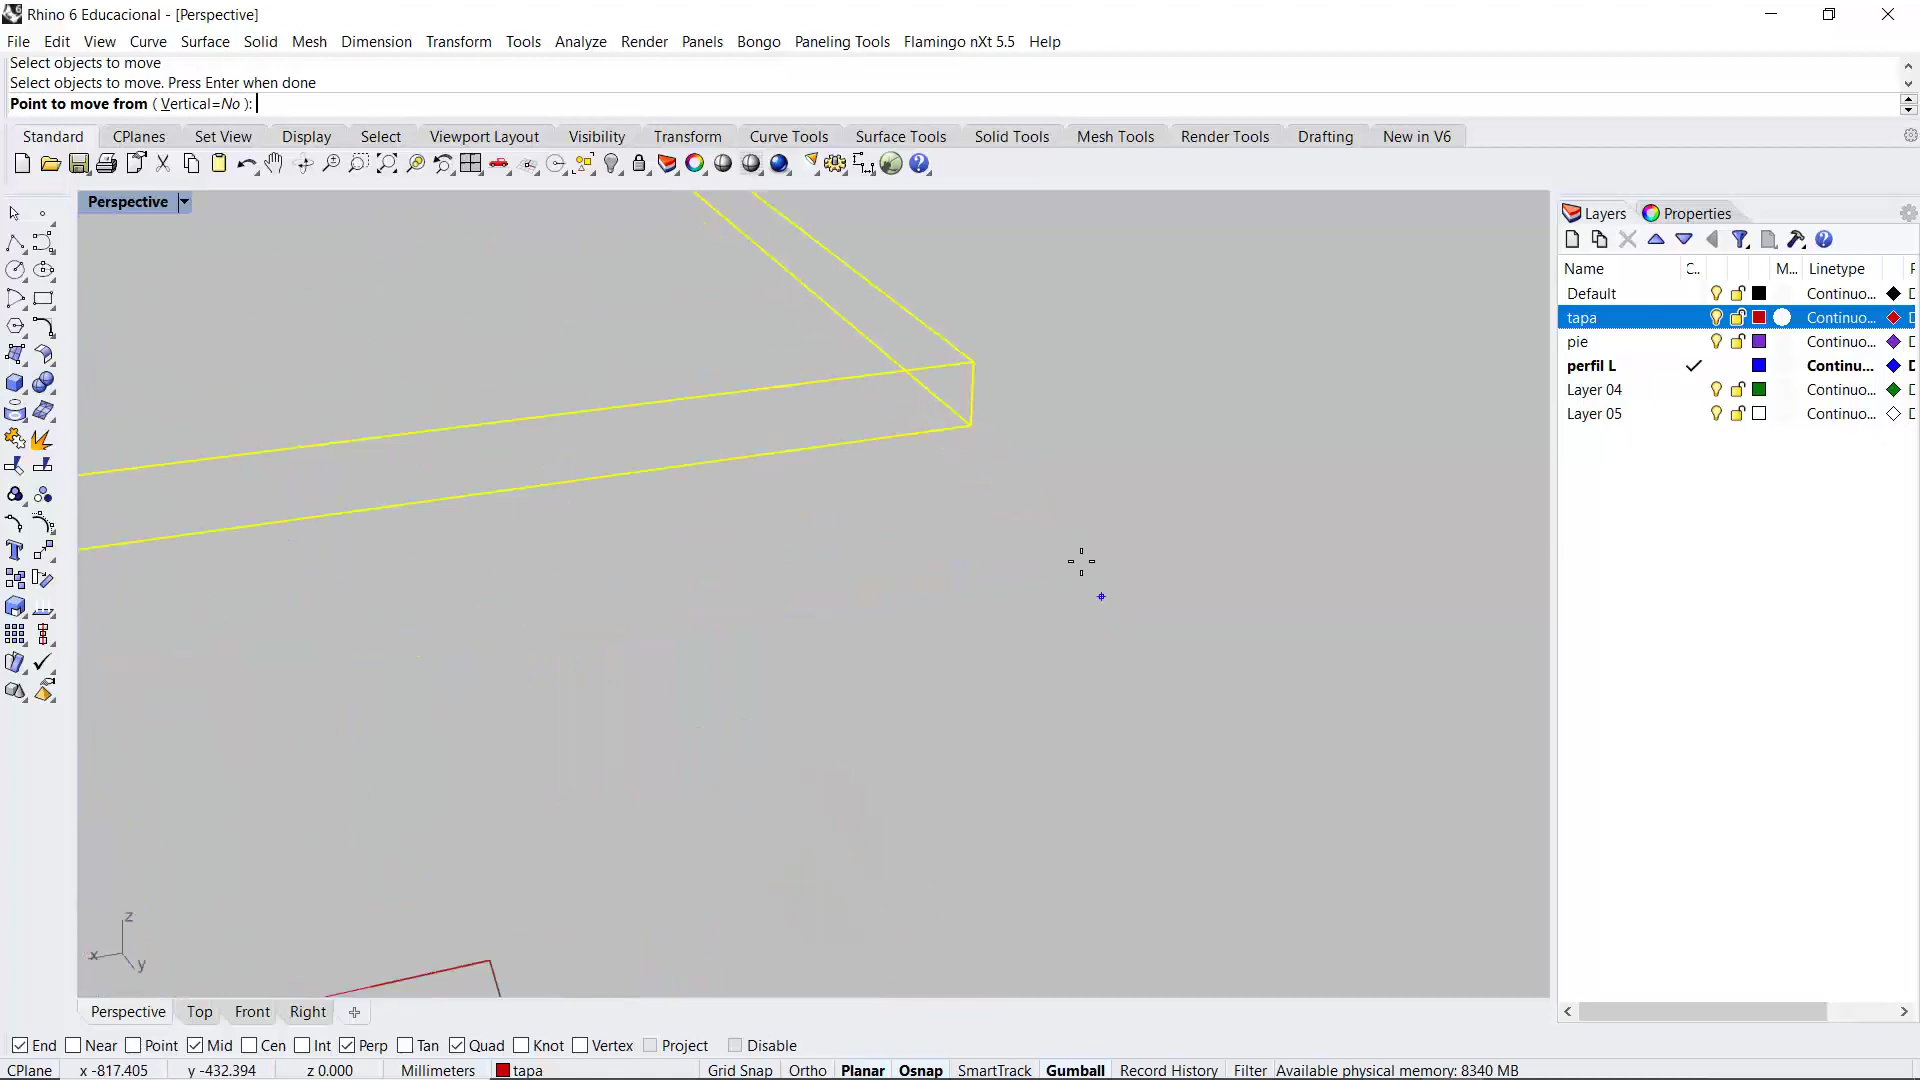 Rhino 6 Educacional - [Perspective]
File Edit View Curve Surface Solid Mesh Dimension Transform Tools Analyze Render Panels Bongo Paneling Tools Flamingo nXt 5.5 Help
Select objects to move
Select objects to move. Press Enter when done
Point to move from ( Vertical=No ):
Standard CPlanes Set View Display Select Viewport Layout Visibility Transform Curve Tools Surface Tools Solid Tools Mesh Tools Render Tools Drafting New in V6
Perspective
Layers Properties
Name C.. M... Linetype
Default Continuo...
tapa Continuo...
pie Continuo...
perfil L Continu...
Layer 04 Continuo...
Layer 05 Continuo...
z
x
y
Perspective Top Front Right
End Near Point Mid Cen Int Perp Tan Quad Knot Vertex Project Disable
CPlane x -817.405 y -432.394 z 0.000 Millimeters tapa Grid Snap Ortho Planar Osnap SmartTrack Gumball Record History Filter Available physical memory: 8340 MB